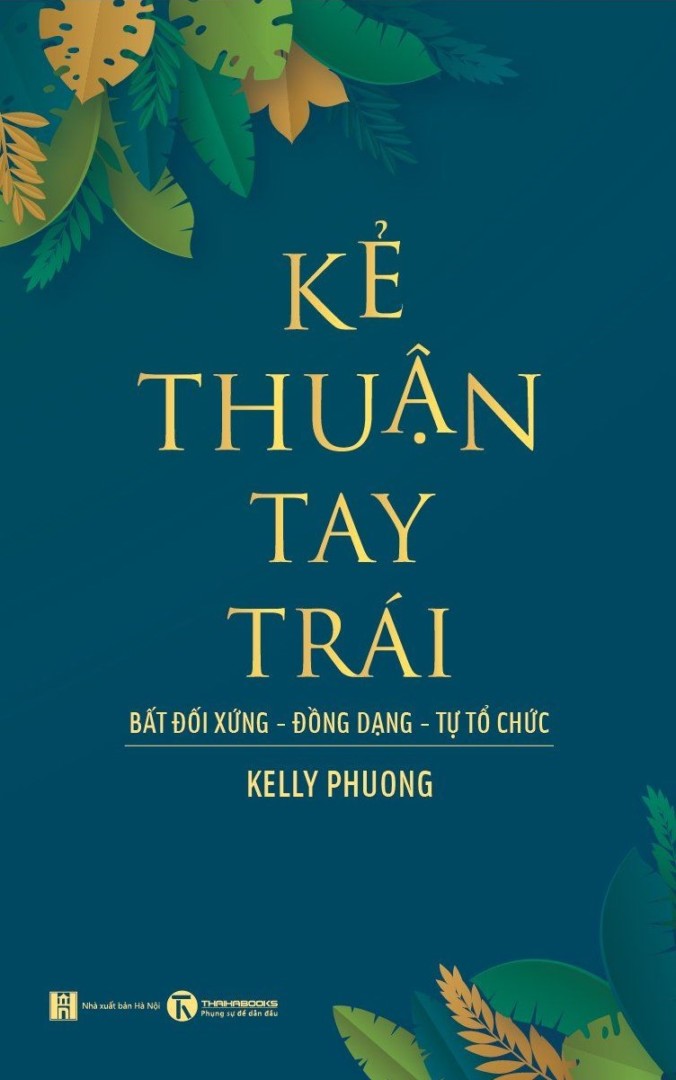 KẺ
THUẬN
TAY
TRÁI
BẤT ĐỐI XỨNG – ĐỒNG DẠNG – TỰ TỔ CHỨC
KELLY PHUONG
Nhà xuất bản Hà Nội
THAIHABOOKS
Phụng sự để dẫn đầu